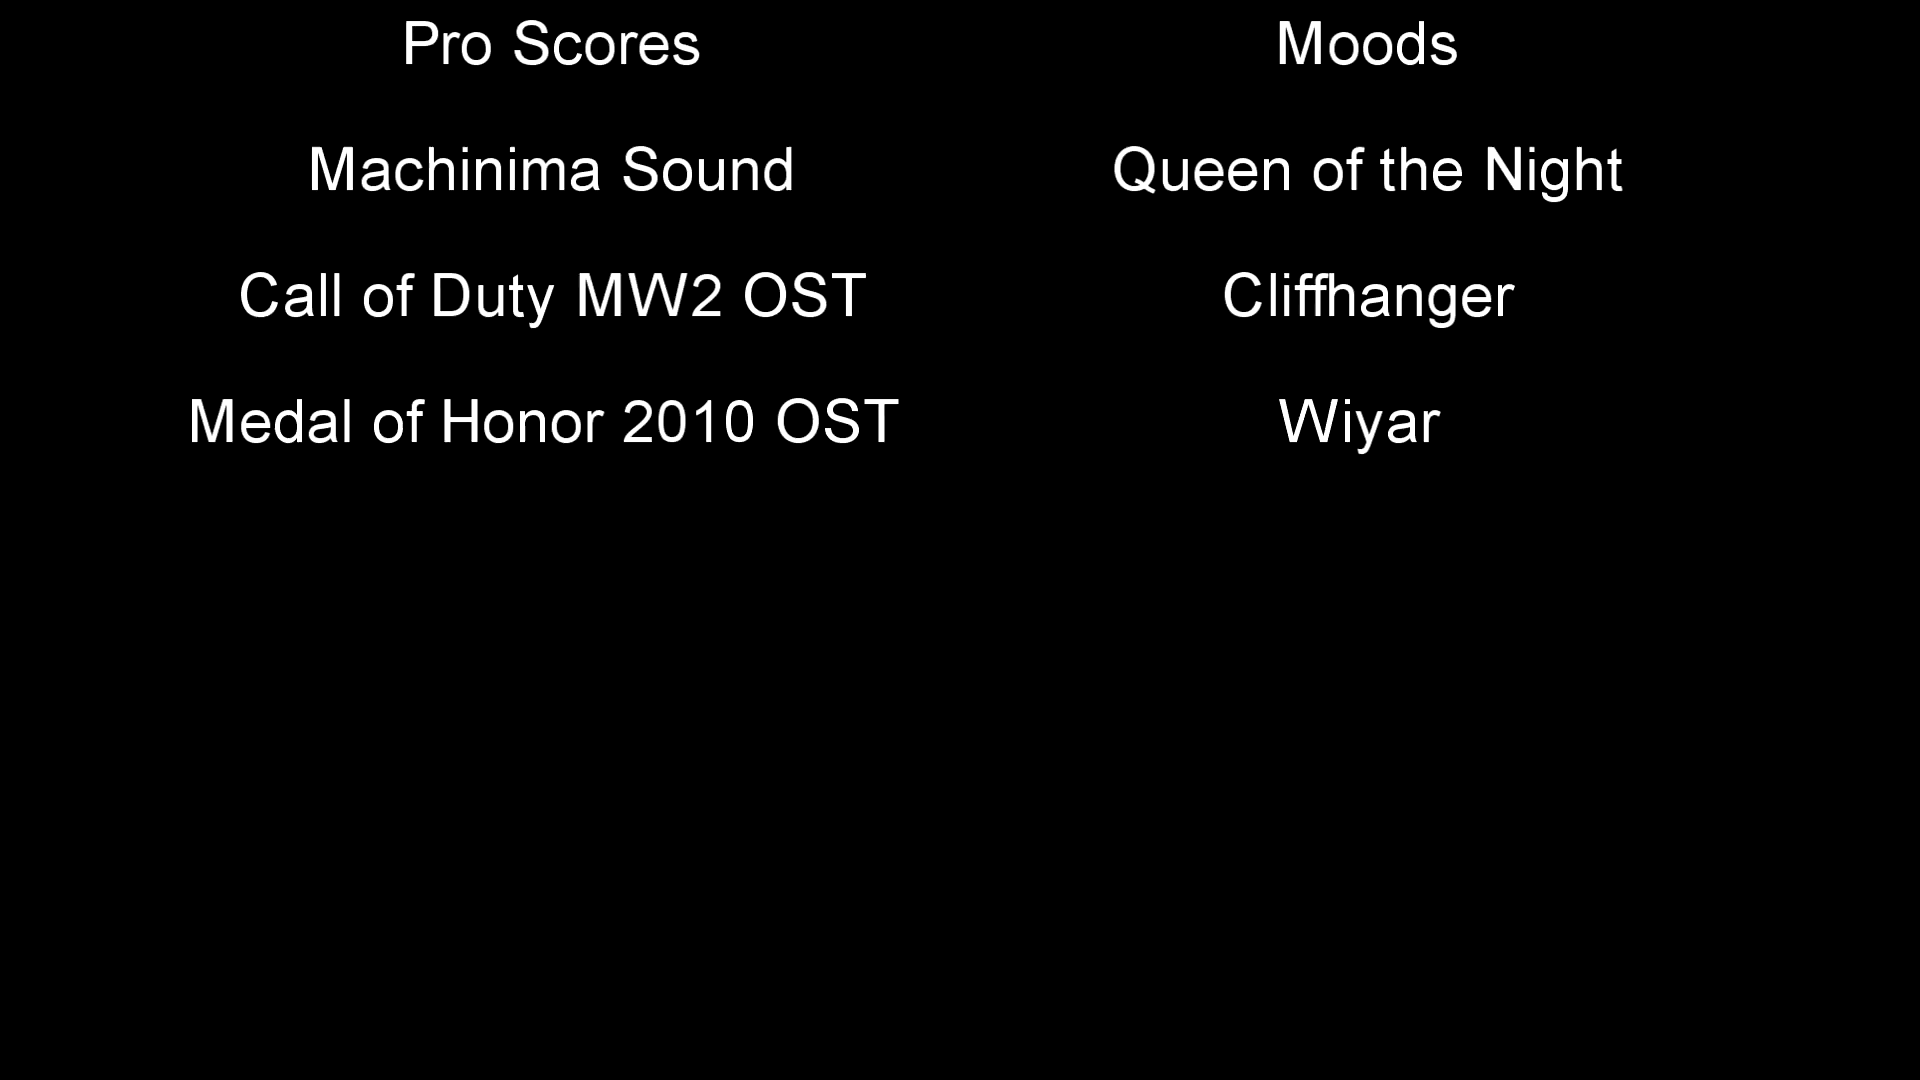 Pro Scores Moods
Machinima Sound Queen of the Night
Call of Duty MW2 OST Cliffhanger
Medal of Honor 2010 OST Wiyar